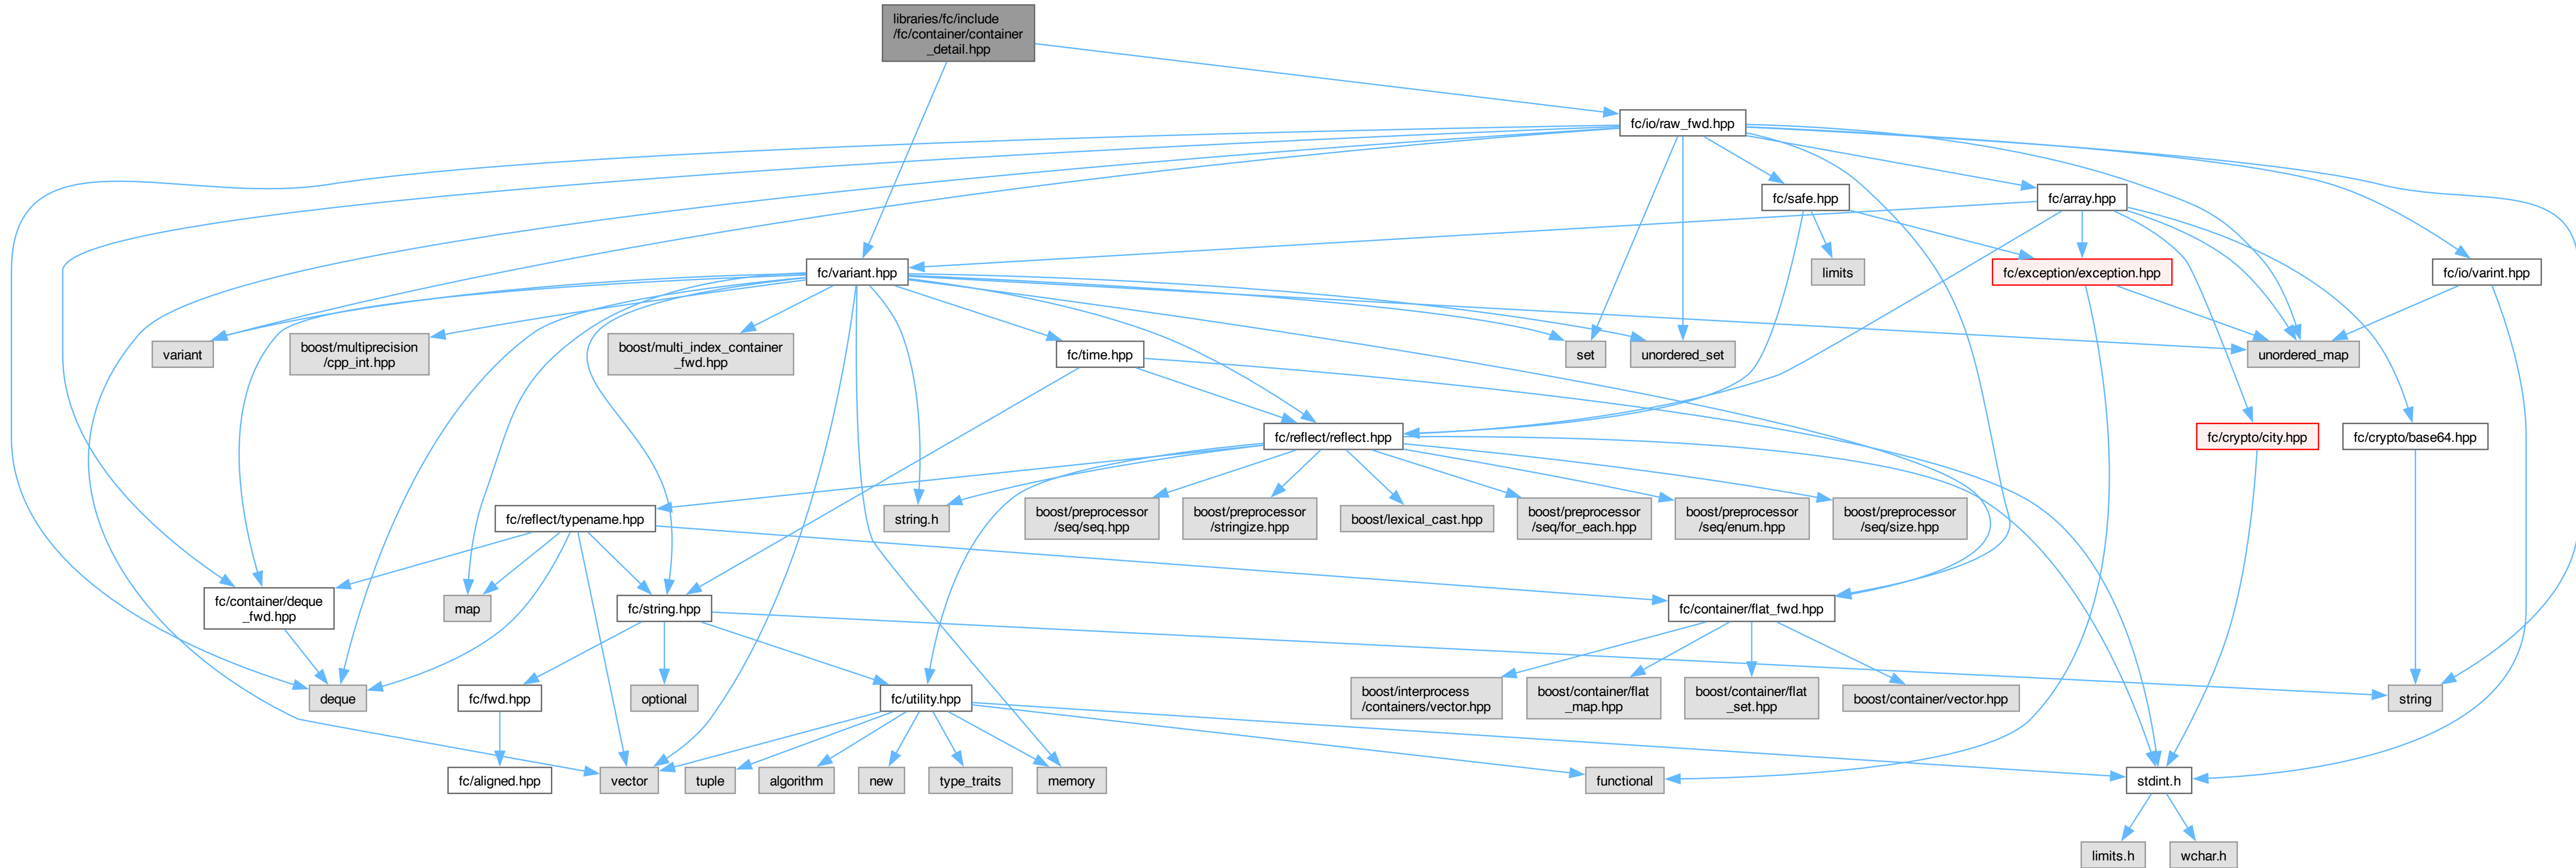 libraries/fc/include
/fc/container/container
_detail.hpp
fc/io/raw_fwd.hpp
fc/safe.hpp
fc/array.hpp
fc/variant.hpp
limits
fc/exception/exception.hpp
fc/io/varint.hpp
variant
boost/multiprecision
/cpp_int.hpp
boost/multi_index_container
_fwd.hpp
fc/time.hpp
set
unordered_set
unordered_map
fc/reflect/reflect.hpp
fc/crypto/city.hpp
fc/crypto/base64.hpp
fc/reflect/typename.hpp
string.h
boost/preprocessor
/seq/seq.hpp
boost/preprocessor
/stringize.hpp
boost/lexical_cast.hpp
boost/preprocessor
/seq/for_each.hpp
boost/preprocessor
/seq/enum.hpp
boost/preprocessor
/seq/size.hpp
fc/container/deque
_fwd.hpp
map
fc/string.hpp
fc/container/flat_fwd.hpp
deque
fc/fwd.hpp
optional
fc/utility.hpp
boost/interprocess
/containers/vector.hpp
boost/container/flat
_map.hpp
boost/container/flat
_set.hpp
boost/container/vector.hpp
string
fc/aligned.hpp
vector
tuple
algorithm
new
type_traits
memory
functional
stdint.h
limits.h
wchar.h